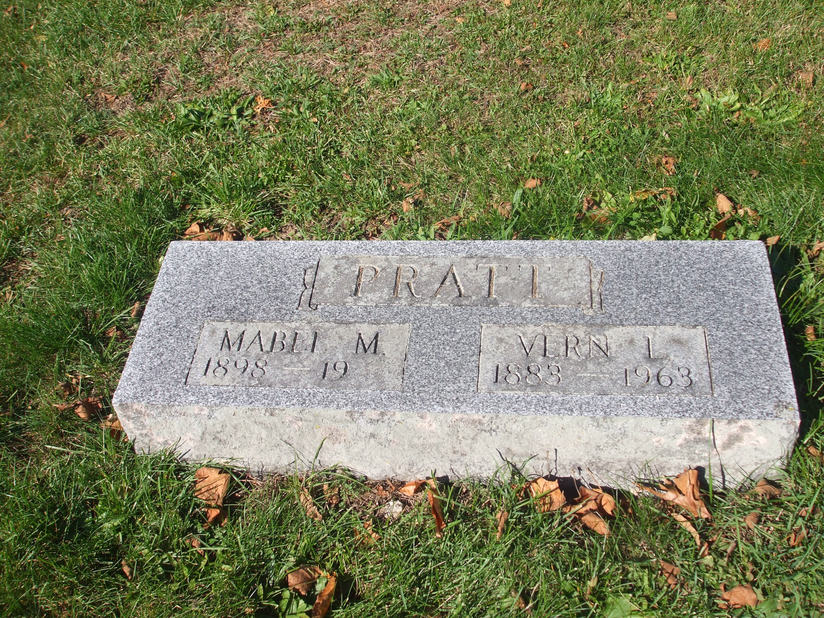 PRATT
MABEL M.
1898 — 19
VERN L.
1883 — 1963